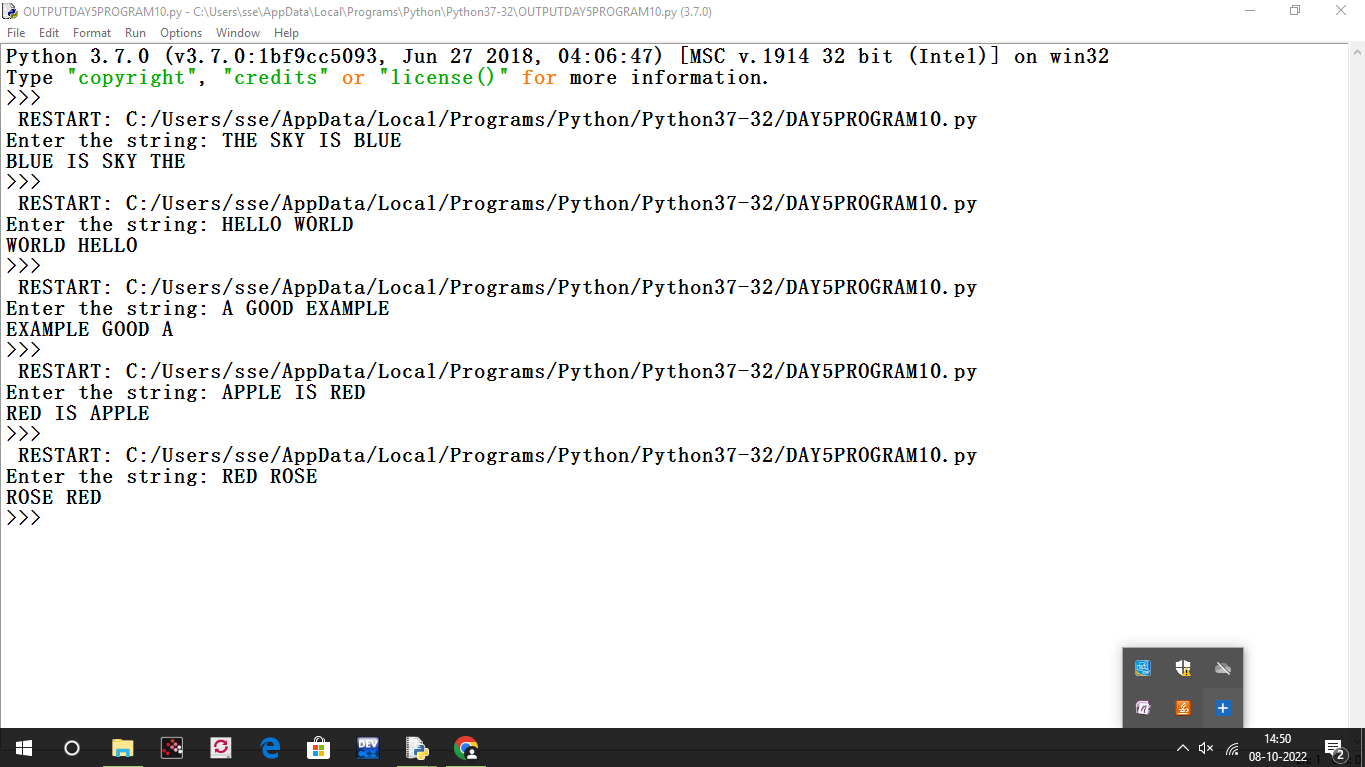 OUTPUTDAY5PROGRAM10.py - C:\Users\sse\AppData\Local\Programs\Python\Python37-32\OUTPUTDAY5PROGRAM10.py (3.7.0)
File Edit Format Run Options Window Help
Python 3.7.0 (v3.7.0:1bf9cc5093, Jun 27 2018, 04:06:47) [MSC v.1914 32 bit (Intel)] on win32
Type "copyright", "credits" or "license()" for more information.
>>>
 RESTART: C:/Users/sse/AppData/Local/Programs/Python/Python37-32/DAY5PROGRAM10.py
Enter the string: THE SKY IS BLUE
BLUE IS SKY THE
>>>
 RESTART: C:/Users/sse/AppData/Local/Programs/Python/Python37-32/DAY5PROGRAM10.py
Enter the string: HELLO WORLD
WORLD HELLO
>>>
 RESTART: C:/Users/sse/AppData/Local/Programs/Python/Python37-32/DAY5PROGRAM10.py
Enter the string: A GOOD EXAMPLE
EXAMPLE GOOD A
>>>
 RESTART: C:/Users/sse/AppData/Local/Programs/Python/Python37-32/DAY5PROGRAM10.py
Enter the string: APPLE IS RED
RED IS APPLE
>>>
 RESTART: C:/Users/sse/AppData/Local/Programs/Python/Python37-32/DAY5PROGRAM10.py
Enter the string: RED ROSE
ROSE RED
>>>
DEV
14:50
08-10-2022
2